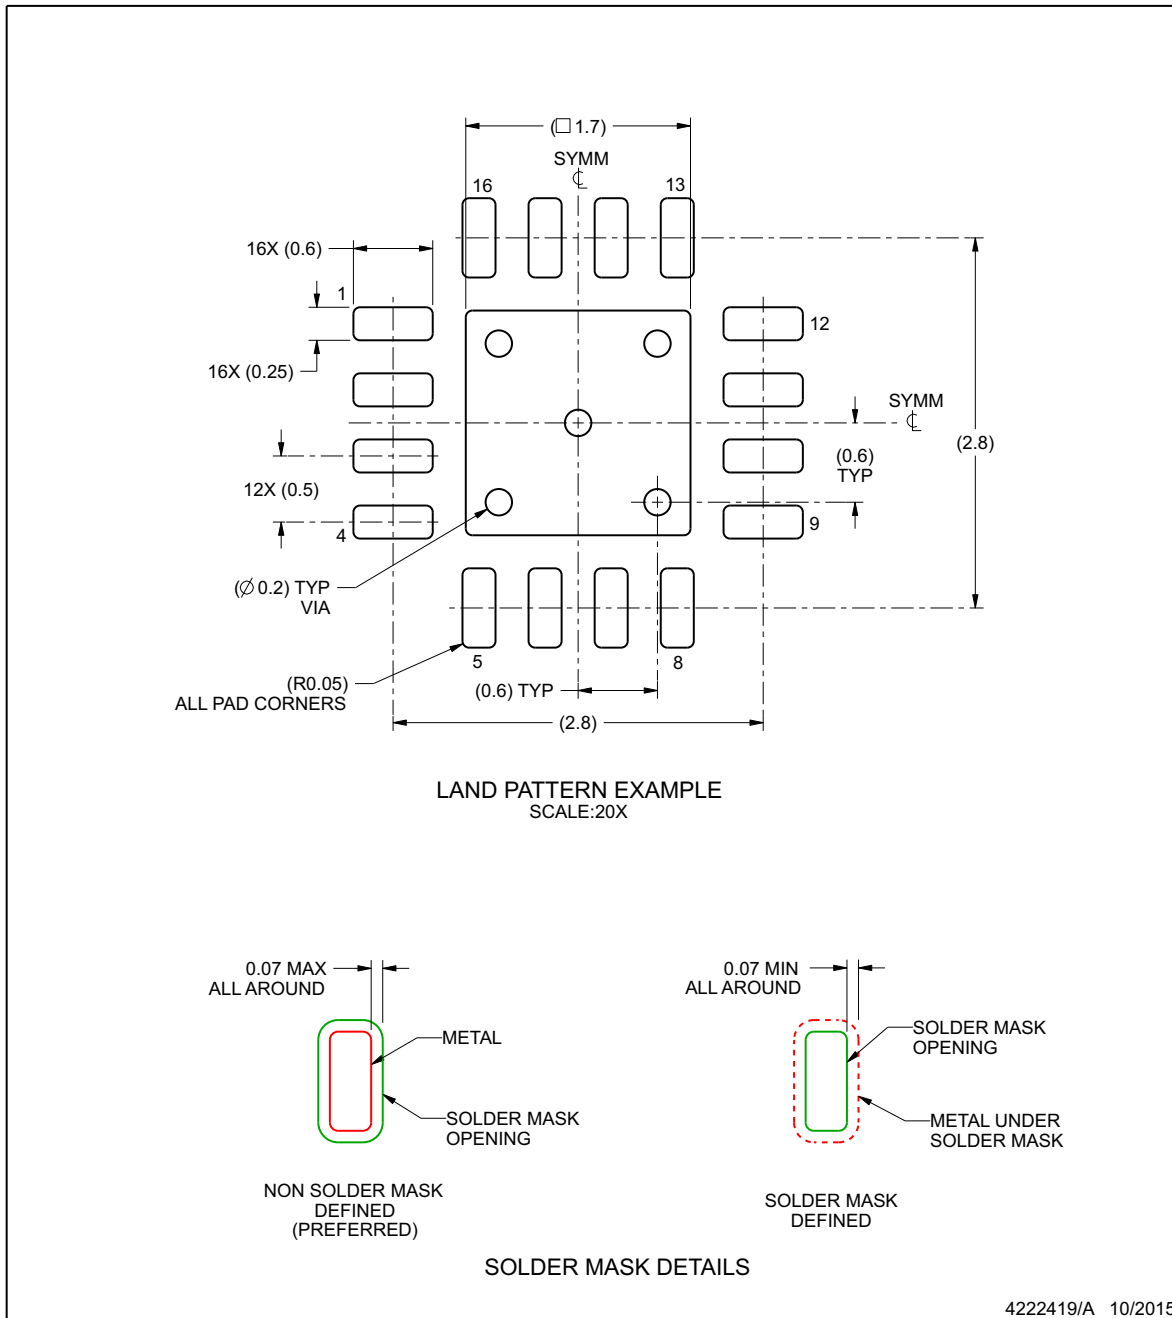 (□ 1.7)
SYMM
℄
16
13
16X (0.6)
1
12
16X (0.25)
SYMM
℄
(0.6)
TYP
(2.8)
12X (0.5)
4
9
(∅ 0.2) TYP
VIA
5
8
(R0.05)
ALL PAD CORNERS
(0.6) TYP
(2.8)
LAND PATTERN EXAMPLE
SCALE:20X
0.07 MAX
ALL AROUND
METAL
SOLDER MASK
OPENING
NON SOLDER MASK
DEFINED
(PREFERRED)
0.07 MIN
ALL AROUND
SOLDER MASK
OPENING
METAL UNDER
SOLDER MASK
SOLDER MASK
DEFINED
SOLDER MASK DETAILS
4222419/A 10/2015